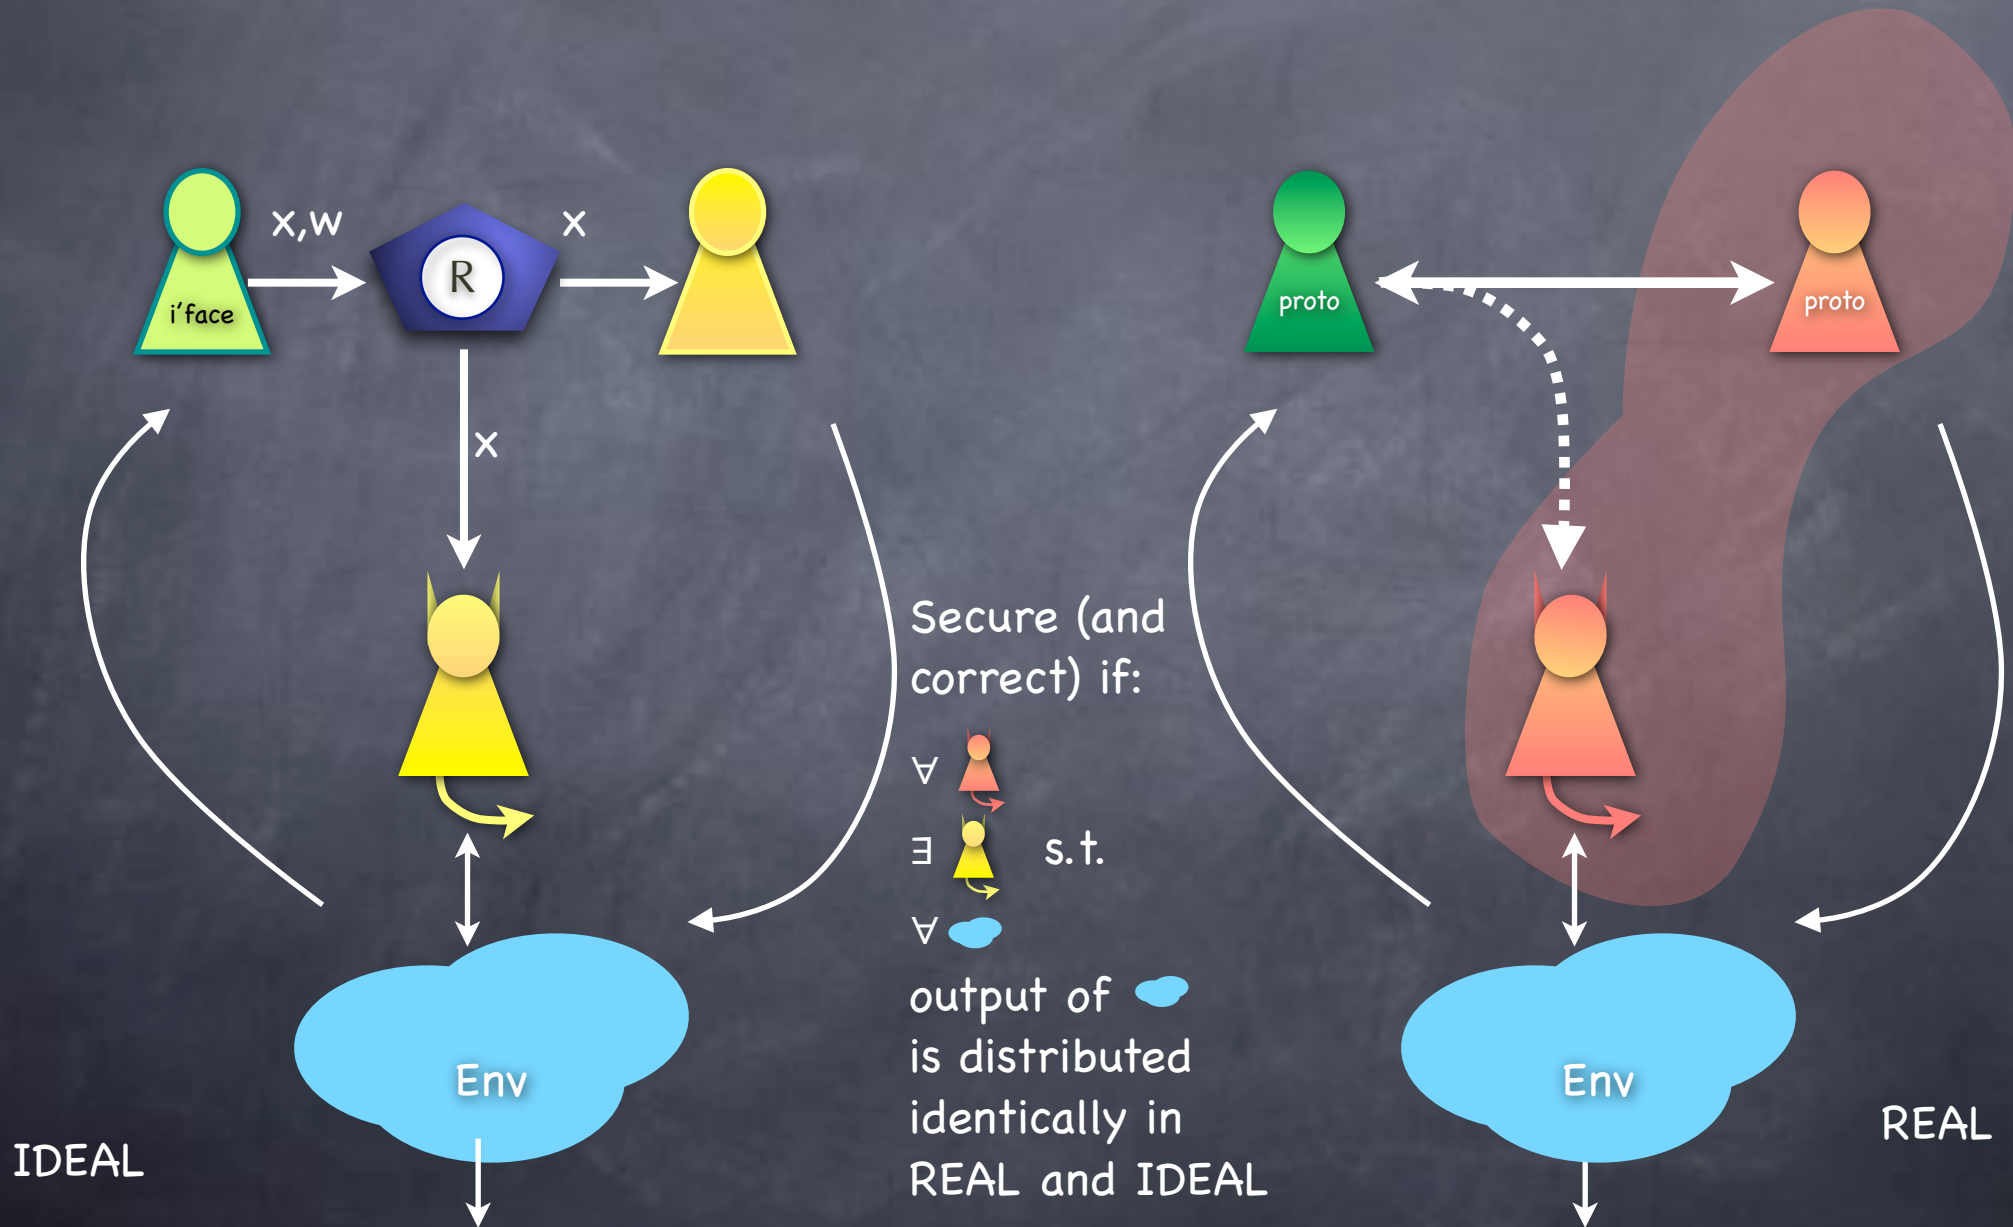 x,w
x
R
i'face
x
proto
proto
Secure (and
correct) if:
∀
∃ s.t.
∀
output of
is distributed
identically in
REAL and IDEAL
Env
Env
IDEAL
REAL